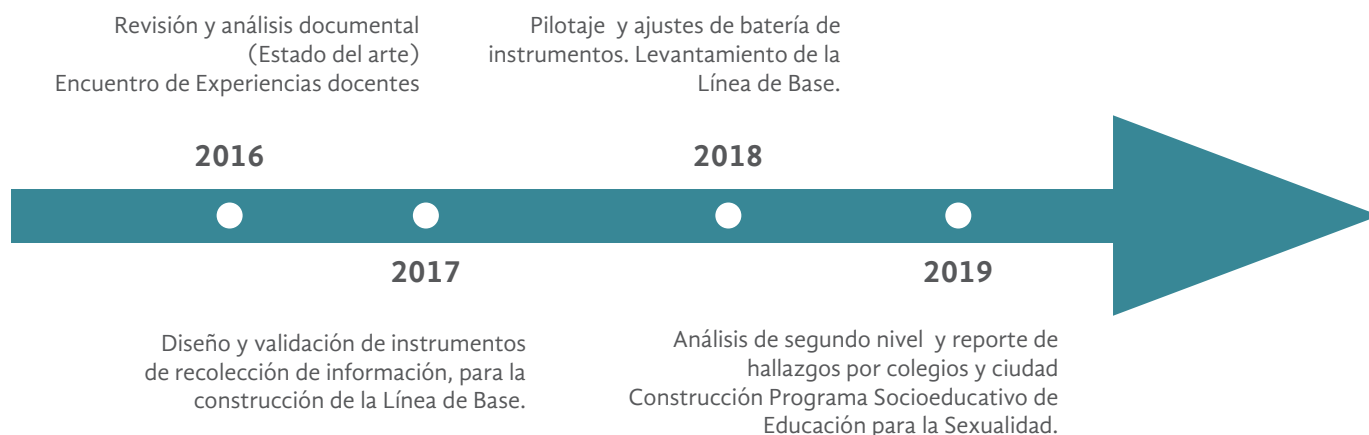 Revisión y análisis documental
(Estado del arte)
Encuentro de Experiencias docentes
2016
2017
Diseño y validación de instrumentos
de recolección de información, para la
construcción de la Línea de Base.
Pilotaje y ajustes de batería de
instrumentos. Levantamiento de la
Línea de Base.
2018
2019
Análisis de segundo nivel y reporte de
hallazgos por colegios y ciudad
Construcción Programa Socioeducativo de
Educación para la Sexualidad.